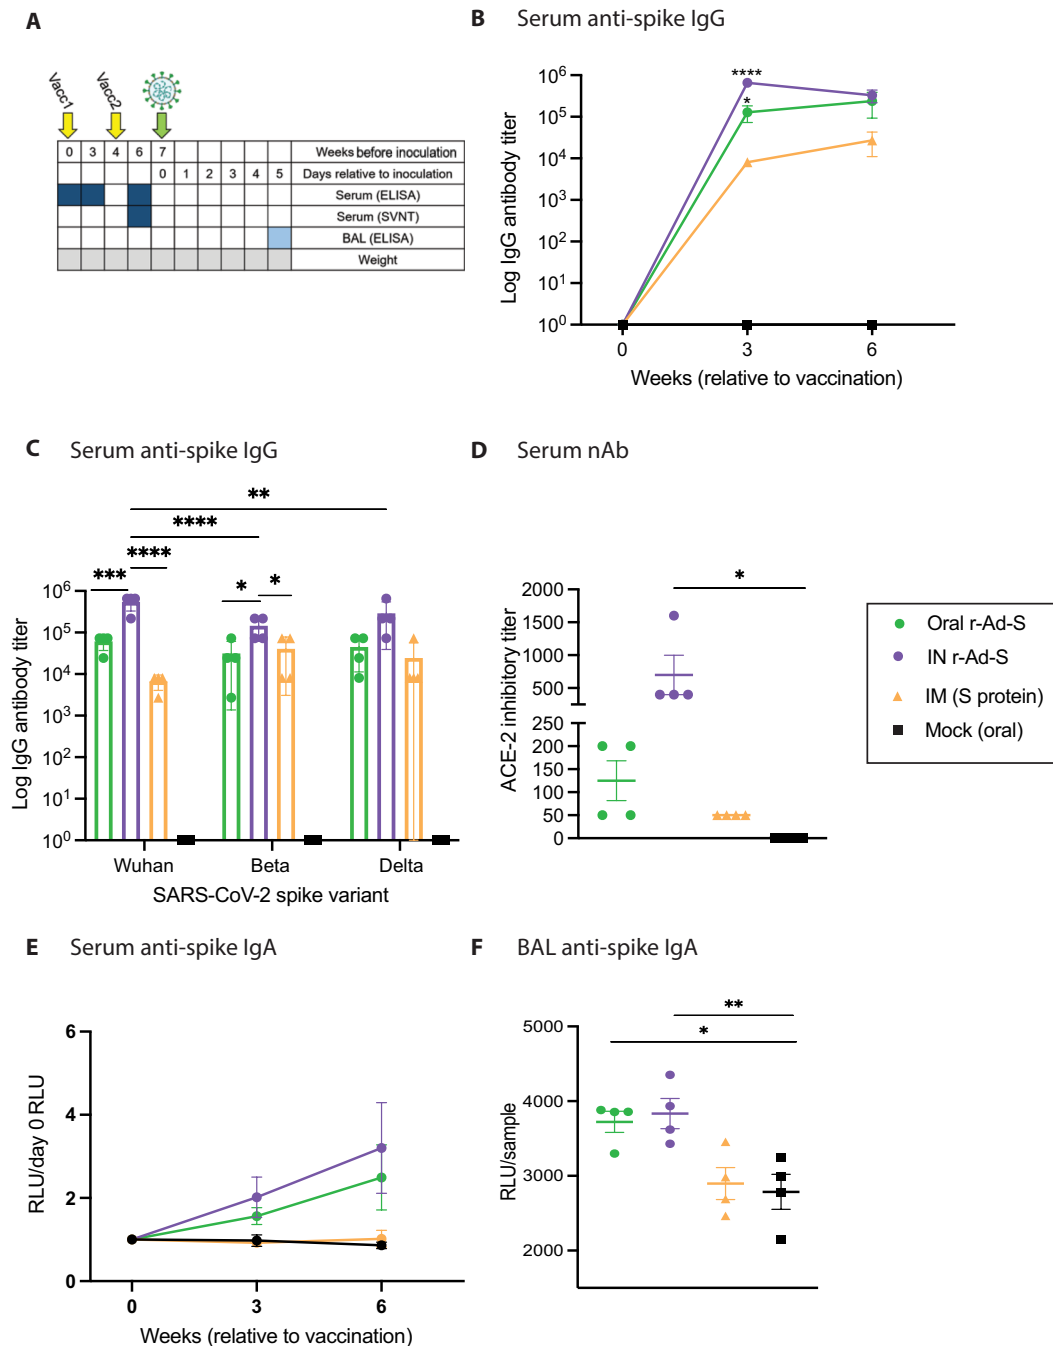 A
Vacc1
Vacc2
0 3 4 6 7 Weeks before inoculation
0 1 2 3 4 5 Days relative to inoculation
Serum (ELISA)
Serum (SVNT)
BAL (ELISA)
Weight
B Serum anti-spike IgG
Log IgG antibody titer
10^6
10^5
10^4
10^3
10^2
10^1
10^0
****
*
0 3 6
Weeks (relative to vaccination)
C Serum anti-spike IgG
**
****
****
***
*
*
Log IgG antibody titer
10^6
10^5
10^4
10^3
10^2
10^1
10^0
Wuhan Beta Delta
SARS-CoV-2 spike variant
D Serum nAb
*
ACE-2 inhibitory titer
2000
1500
1000
500
250
200
150
100
50
0
Oral r-Ad-S
IN r-Ad-S
IM (S protein)
Mock (oral)
E Serum anti-spike IgA
RLU/day 0 RLU
6
4
2
0
0 3 6
Weeks (relative to vaccination)
F BAL anti-spike IgA
**
*
RLU/sample
5000
4000
3000
2000